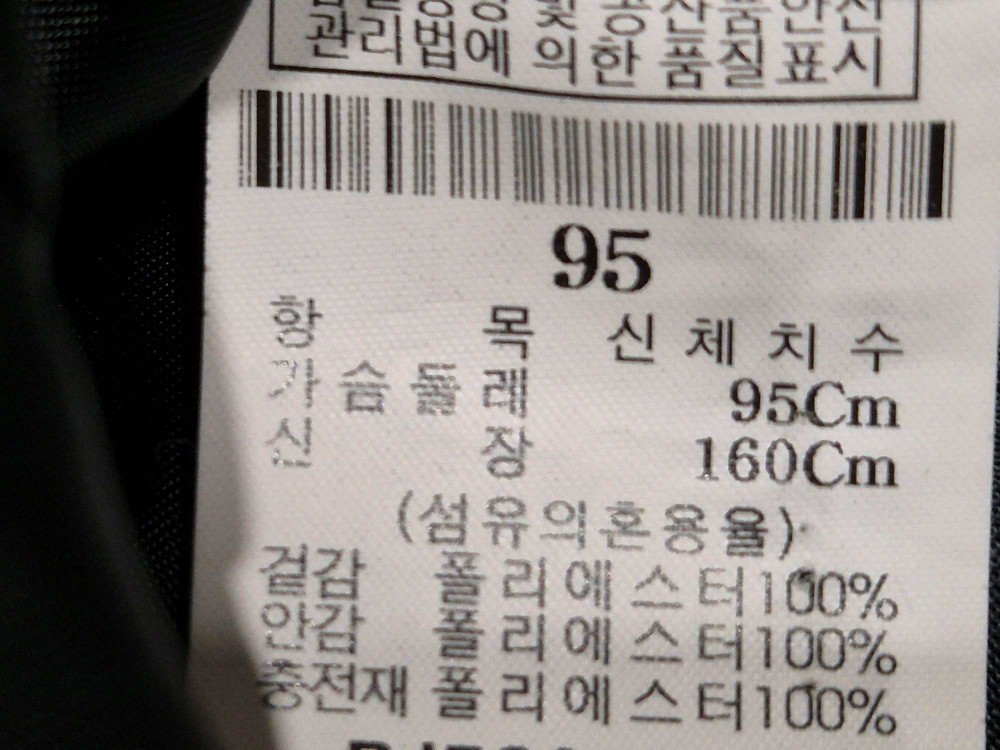 관리법에 의한 품질표시
95
항 목 신체치수
가슴둘레 95Cm
신 장 160Cm
(섬유의혼용율)
겉감 폴리에스터100%
안감 폴리에스터100%
충전재 폴리에스터100%